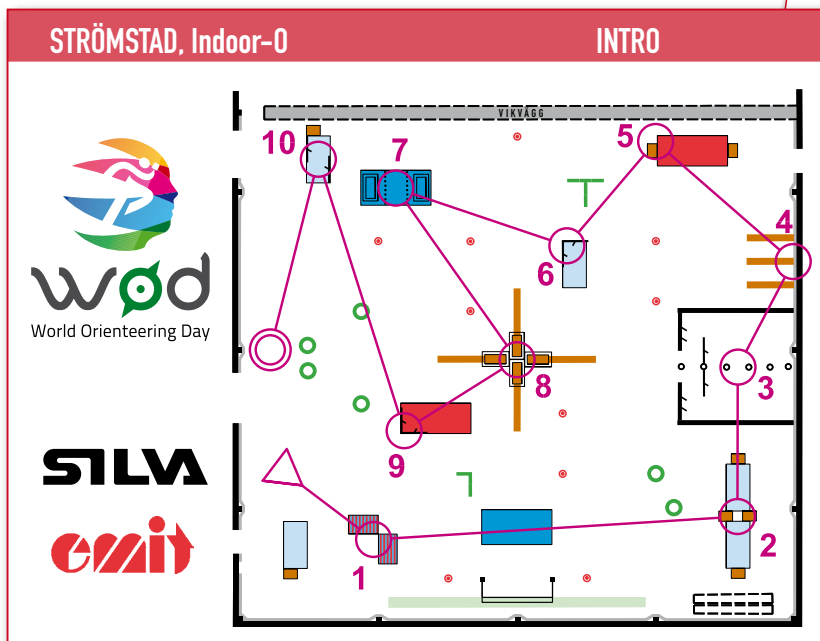 STRÖMSTAD, Indoor-O
INTRO
VIKVÄGG
10
7
5
4
6
wod
World Orienteering Day
8
3
9
SILVA
emit
1
2